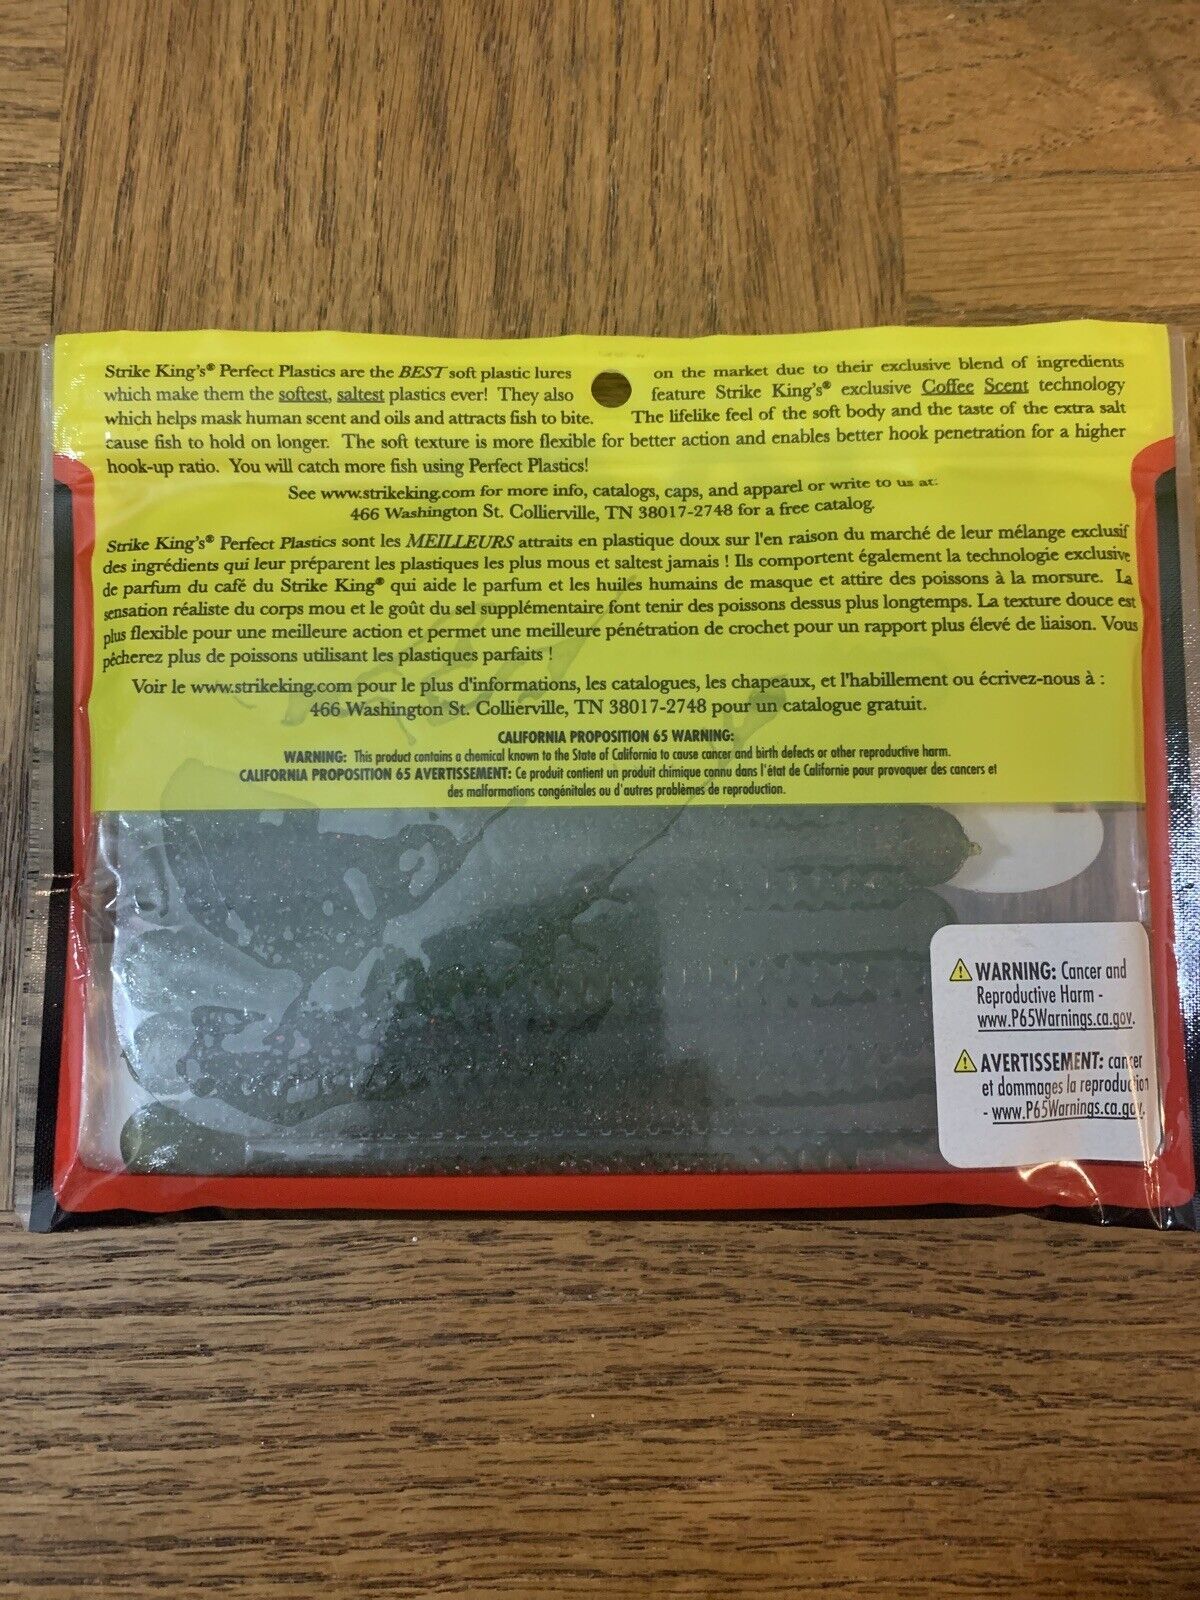 Strike King's® Perfect Plastics are the BEST soft plastic lures on the market due to their exclusive blend of ingredients
which make them the softest, saltest plastics ever! They also feature Strike King's® exclusive Coffee Scent technology
which helps mask human scent and oils and attracts fish to bite. The lifelike feel of the soft body and the taste of the extra salt
cause fish to hold on longer. The soft texture is more flexible for better action and enables better hook penetration for a higher
hook-up ratio. You will catch more fish using Perfect Plastics!
See www.strikeking.com for more info, catalogs, caps, and apparel or write to us at:
466 Washington St. Collierville, TN 38017-2748 for a free catalog.
Strike King's® Perfect Plastics sont les MEILLEURS attraits en plastique doux sur l'en raison du marché de leur mélange exclusif
des ingrédients qui leur préparent les plastiques les plus mous et saltest jamais ! Ils comportent également la technologie exclusive
de parfum du café du Strike King® qui aide le parfum et les huiles humains de masque et attire des poissons à la morsure. La
sensation réaliste du corps mou et le goût du sel supplémentaire font tenir des poissons dessus plus longtemps. La texture douce est
plus flexible pour une meilleure action et permet une meilleure pénétration de crochet pour un rapport plus élevé de liaison. Vous
pêcherez plus de poissons utilisant les plastiques parfaits !
Voir le www.strikeking.com pour le plus d'informations, les catalogues, les chapeaux, et l'habillement ou écrivez-nous à :
466 Washington St. Collierville, TN 38017-2748 pour un catalogue gratuit.
CALIFORNIA PROPOSITION 65 WARNING:
WARNING: This product contains a chemical known to the State of California to cause cancer and birth defects or other reproductive harm.
CALIFORNIA PROPOSITION 65 AVERTISSEMENT: Ce produit contient un produit chimique connu dans l'état de Californie pour provoquer des cancers et
des malformations congénitales ou d'autres problèmes de reproduction.
WARNING: Cancer and
Reproductive Harm -
www.P65Warnings.ca.gov.
AVERTISSEMENT: cancer
et dommages la reproduction
- www.P65Warnings.ca.gov.